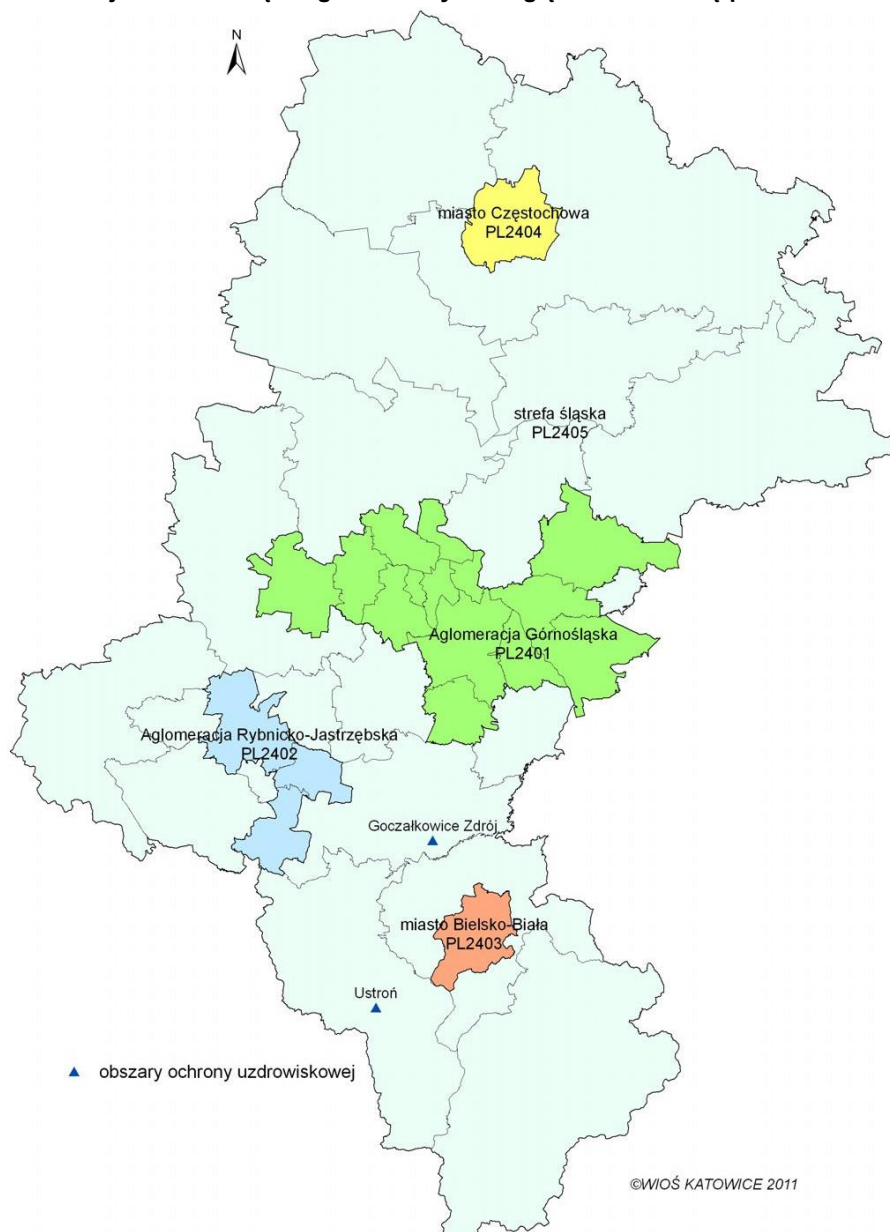 N
miasto Częstochowa
PL2404
strefa śląska
PL2405
Aglomeracja Górnośląska
PL2401
Aglomeracja Rybnicko-Jastrzębska
PL2402
Goczałkowice Zdrój
miasto Bielsko-Biała
PL2403
Ustroń
obszary ochrony uzdrowiskowej
©WIOŚ KATOWICE 2011